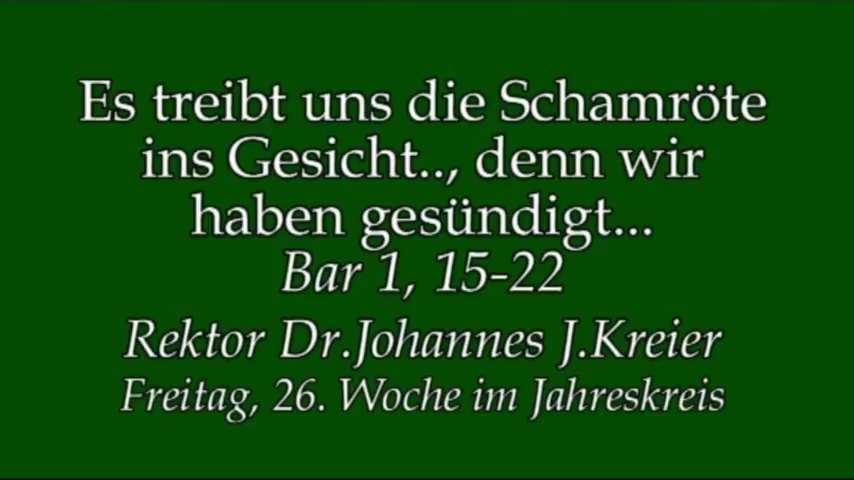 Es treibt uns die Schamröte
ins Gesicht.., denn wir
haben gesündigt...
Bar 1, 15-22
Rektor Dr.Johannes J.Kreier
Freitag, 26. Woche im Jahreskreis